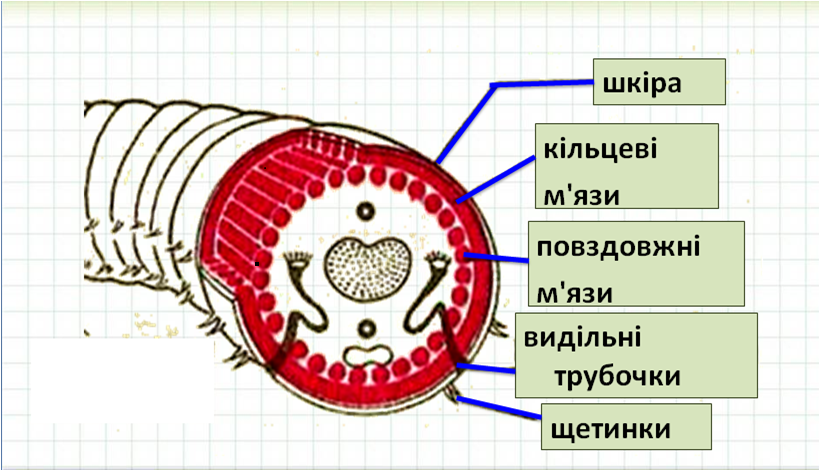 шкіра
кільцеві
м'язи
повздовжні
м'язи
видільні
трубочки
щетинки